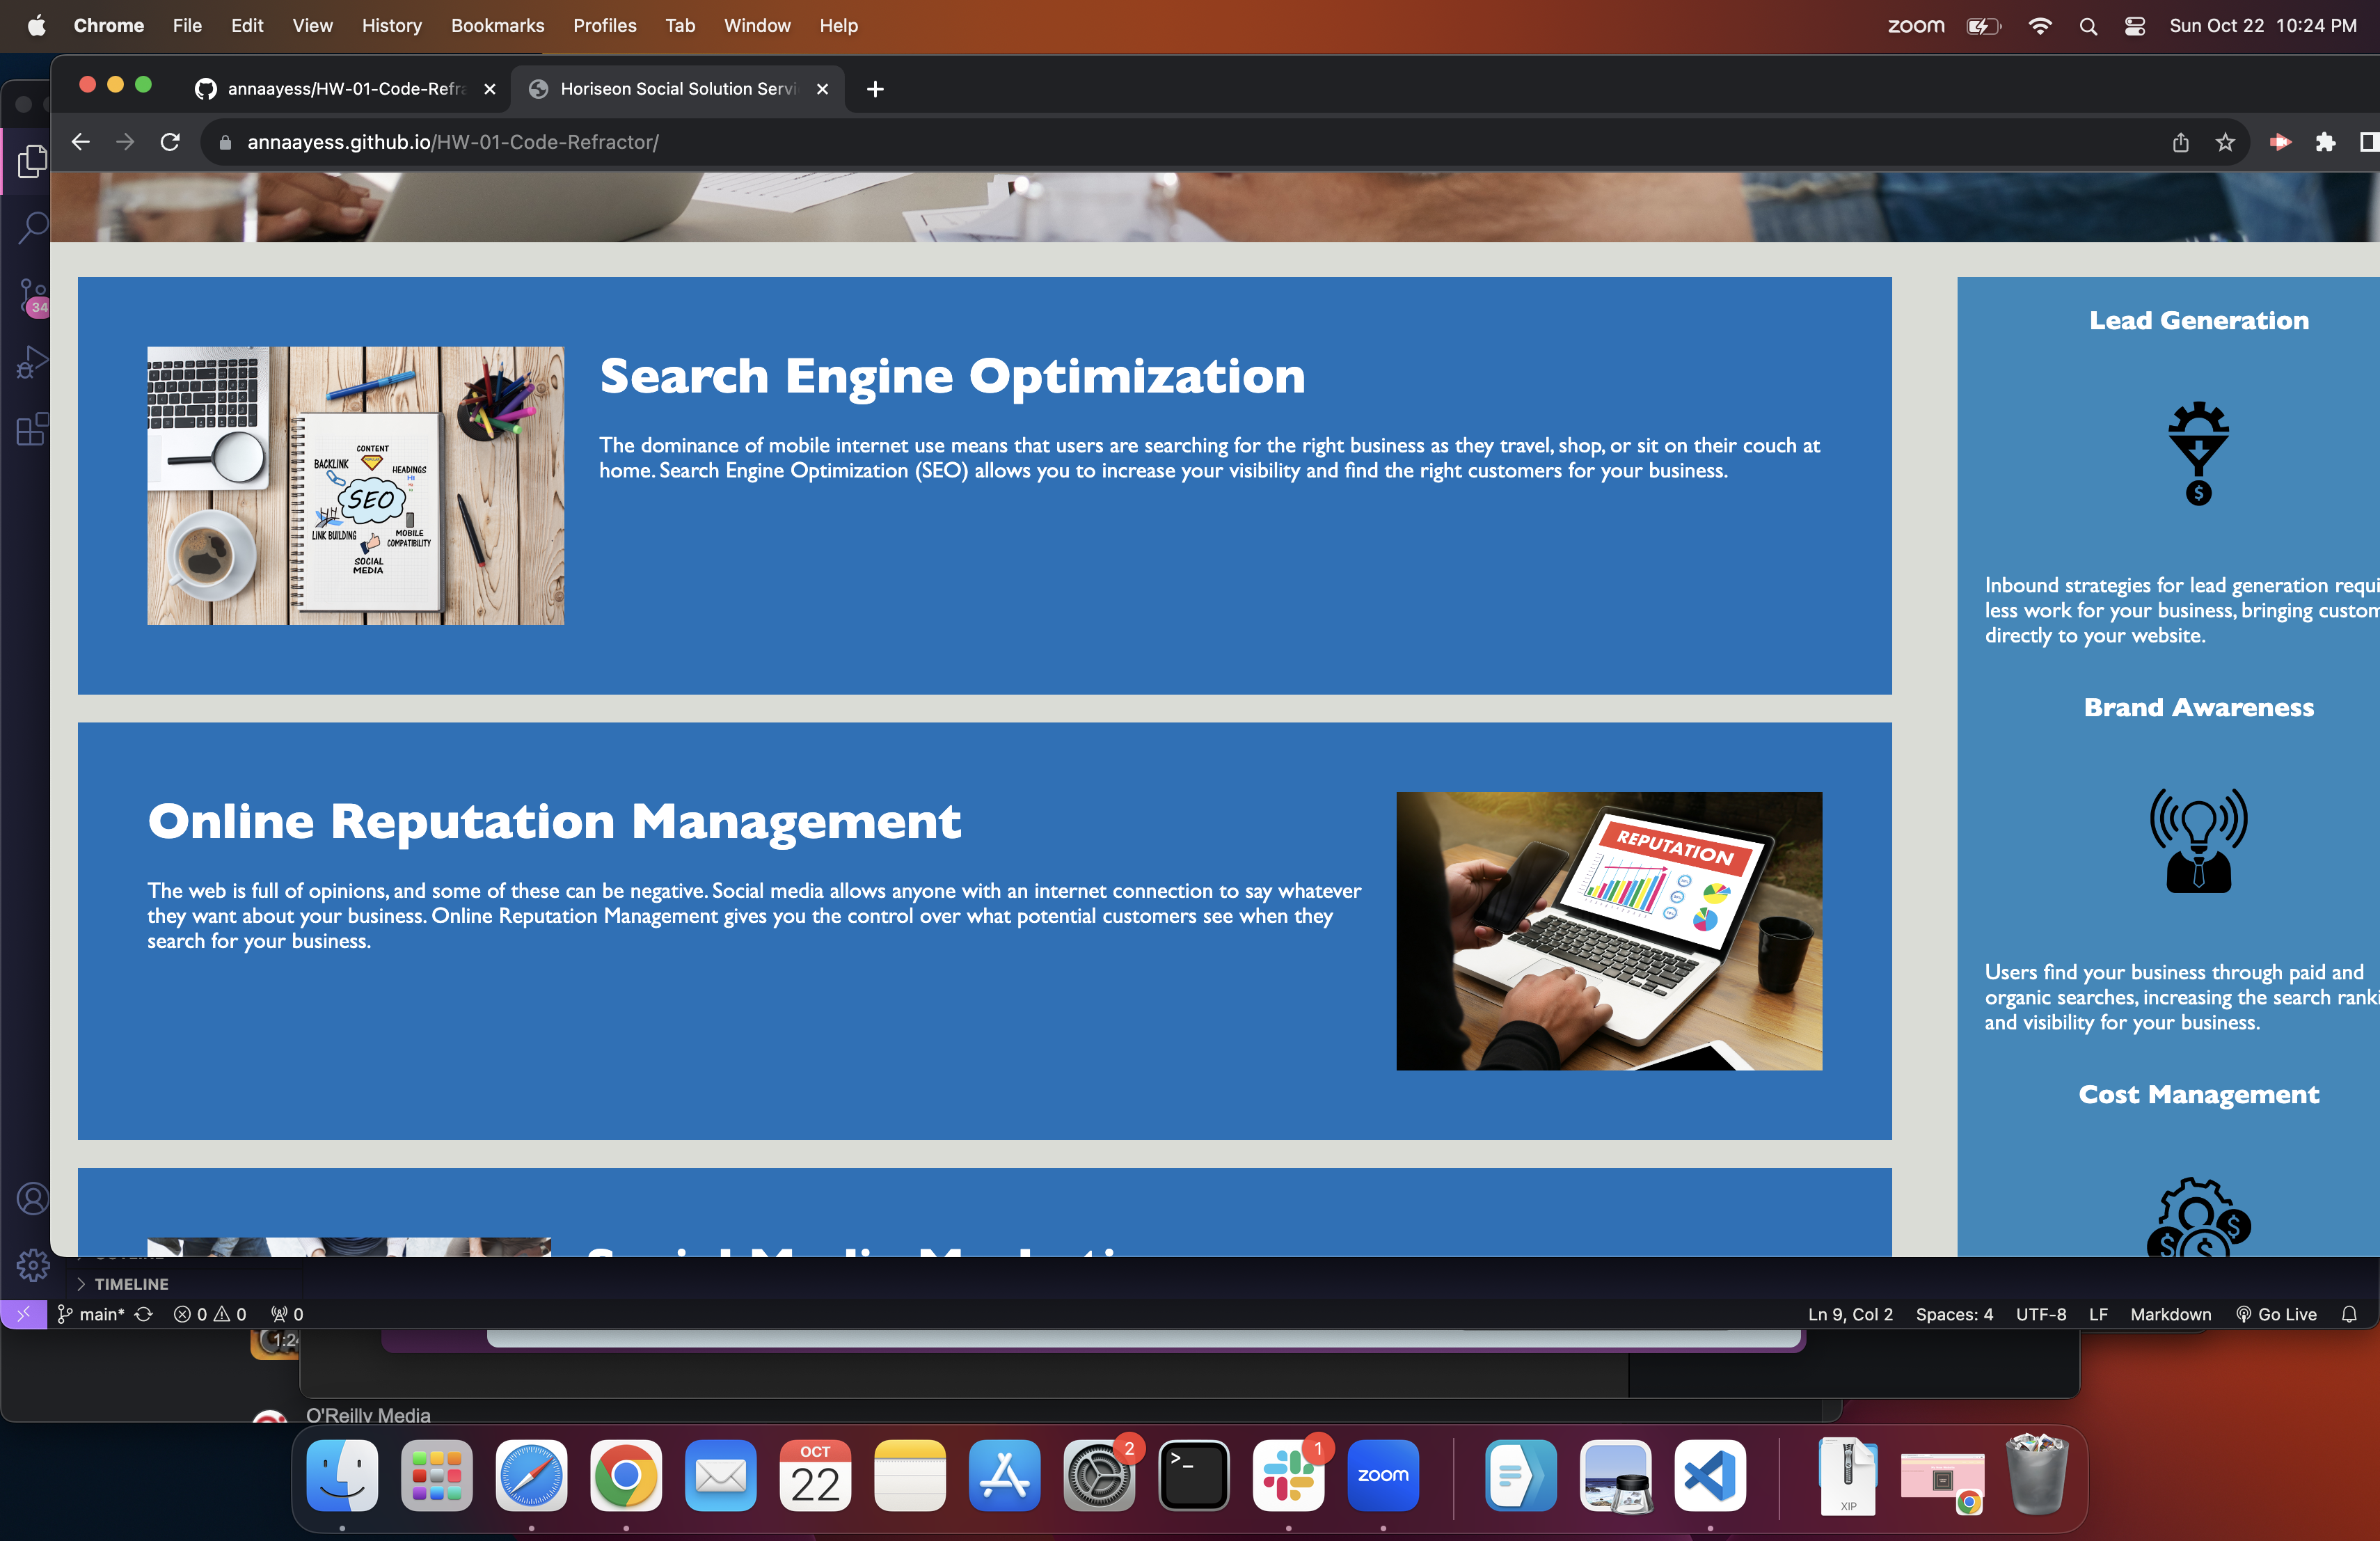 Chrome File Edit View History Bookmarks Profiles Tab Window Help
zoom Sun Oct 22 10:24 PM
annaayess/HW-01-Code-Refra
Horiseon Social Solution Servi
annaayess.github.io/HW-01-Code-Refractor/
34
Search Engine Optimization
The dominance of mobile internet use means that users are searching for the right business as they travel, shop, or sit on their couch at
home. Search Engine Optimization (SEO) allows you to increase your visibility and find the right customers for your business.
CONTENT
BACKLINK
HEADINGS
H1
SEO
LINK BUILDING
MOBILE
COMPATIBILITY
SOCIAL
MEDIA
Online Reputation Management
The web is full of opinions, and some of these can be negative. Social media allows anyone with an internet connection to say whatever
they want about your business. Online Reputation Management gives you the control over what potential customers see when they
search for your business.
REPUTATION
Lead Generation
$
Inbound strategies for lead generation requi
less work for your business, bringing custom
directly to your website.
Brand Awareness
Users find your business through paid and
organic searches, increasing the search ranki
and visibility for your business.
Cost Management
$ $ $
TIMELINE
main* 0 0 0
Ln 9, Col 2 Spaces: 4 UTF-8 LF Markdown Go Live
1:24
O'Reilly Media
OCT
22
2
>_
1
zoom
XIP